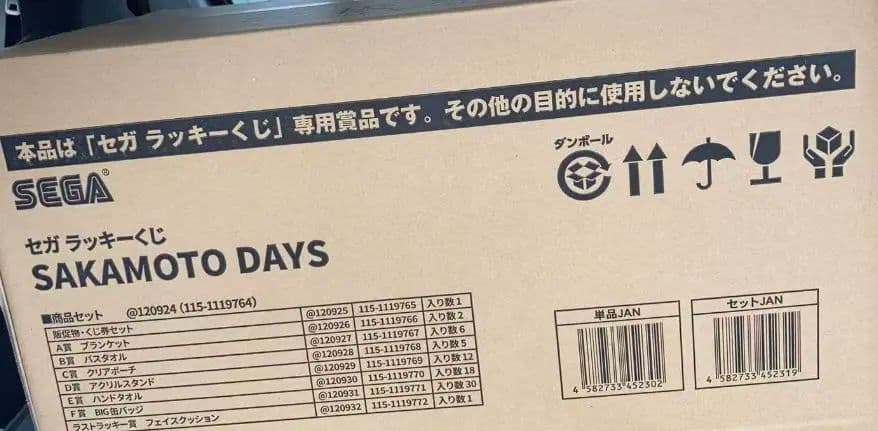 本品は「セガ ラッキーくじ」専用賞品です。その他の目的に使用しないでください。
SEGA®
ダンボール
セガ ラッキーくじ
SAKAMOTO DAYS
■商品セット @120924 (115-1119764)
販促物・くじ券セット @120925 115-1119765 入り数1
A賞 ブランケット @120926 115-1119766 入り数2
B賞 バスタオル @120927 115-1119767 入り数6
C賞 クリアポーチ @120928 115-1119768 入り数5
D賞 アクリルスタンド @120929 115-1119769 入り数12
E賞 ハンドタオル @120930 115-1119770 入り数18
F賞 BIG缶バッジ @120931 115-1119771 入り数30
ラストラッキー賞 フェイスクッション @120932 115-1119772 入り数1
単品JAN
4 582733 452302
セットJAN
4 582733 452319